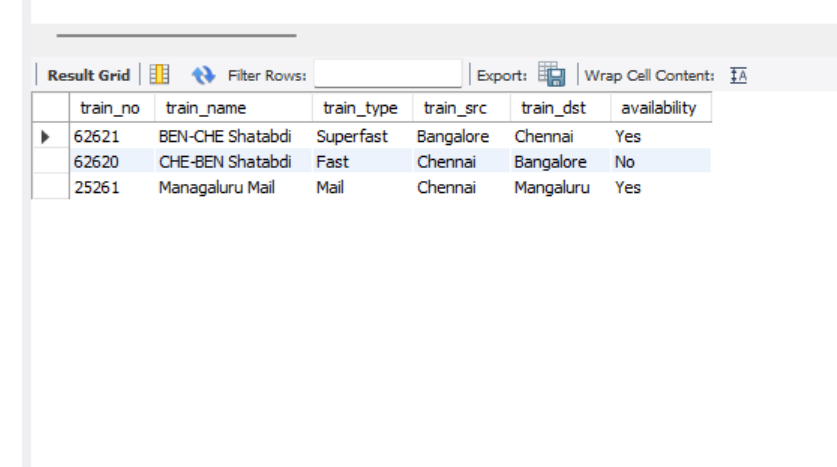 Result Grid Filter Rows: Export: Wrap Cell Content:
train_no train_name train_type train_src train_dst availability
62621 BEN-CHE Shatabdi Superfast Bangalore Chennai Yes
62620 CHE-BEN Shatabdi Fast Chennai Bangalore No
25261 Managaluru Mail Mail Chennai Mangaluru Yes